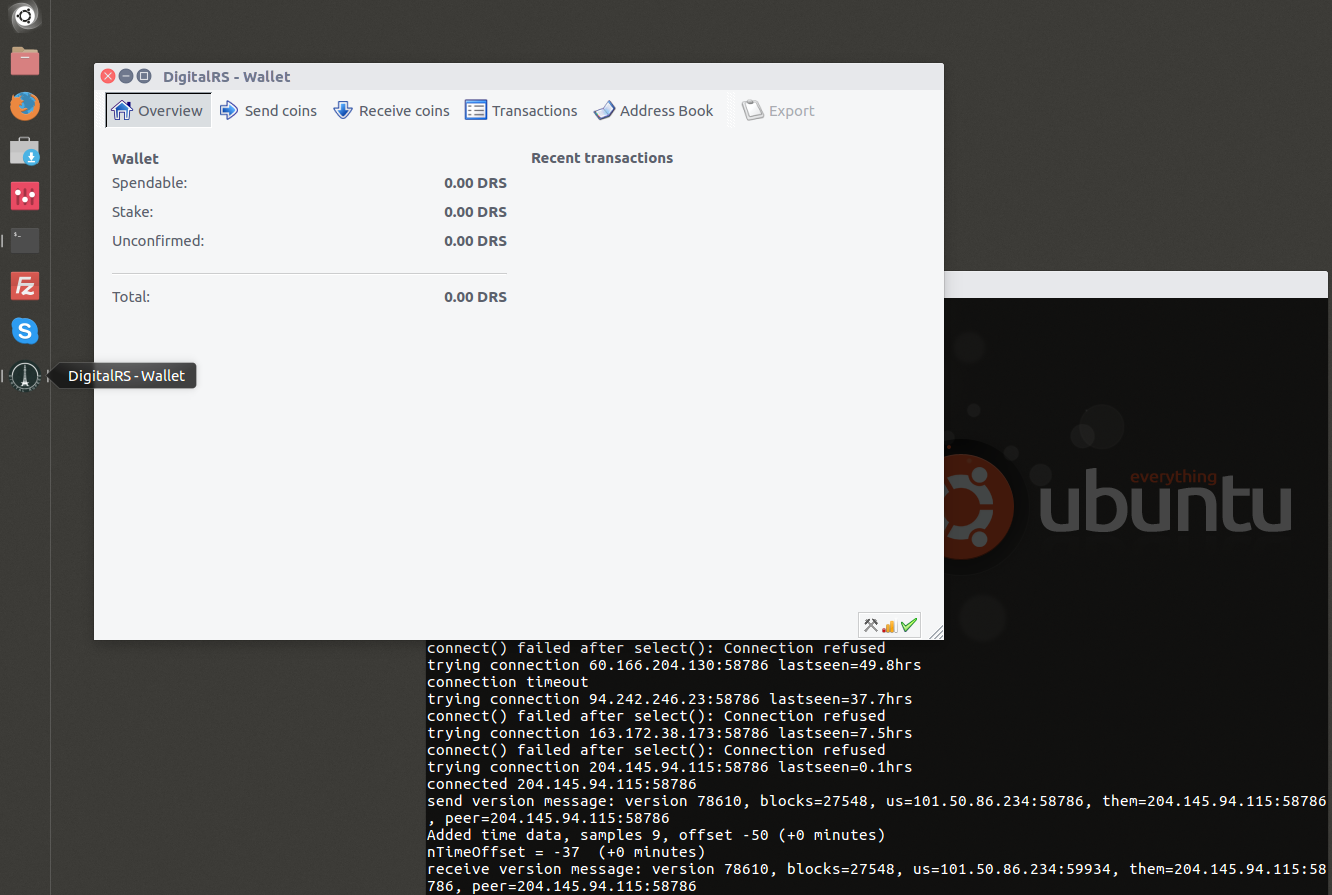 DigitalRS - Wallet
Overview Send coins Receive coins Transactions Address Book Export
Wallet
Spendable: 0.00 DRS
Stake: 0.00 DRS
Unconfirmed: 0.00 DRS
Total: 0.00 DRS
Recent transactions
DigitalRS - Wallet
everything
ubuntu
connect() failed after select(): Connection refused
trying connection 60.166.204.130:58786 lastseen=49.8hrs
connection timeout
trying connection 94.242.246.23:58786 lastseen=37.7hrs
connect() failed after select(): Connection refused
trying connection 163.172.38.173:58786 lastseen=7.5hrs
connect() failed after select(): Connection refused
trying connection 204.145.94.115:58786 lastseen=0.1hrs
connected 204.145.94.115:58786
send version message: version 78610, blocks=27548, us=101.50.86.234:58786, them=204.145.94.115:58786
, peer=204.145.94.115:58786
Added time data, samples 9, offset -50 (+0 minutes)
nTimeOffset = -37  (+0 minutes)
receive version message: version 78610, blocks=27548, us=101.50.86.234:59934, them=204.145.94.115:58
786, peer=204.145.94.115:58786